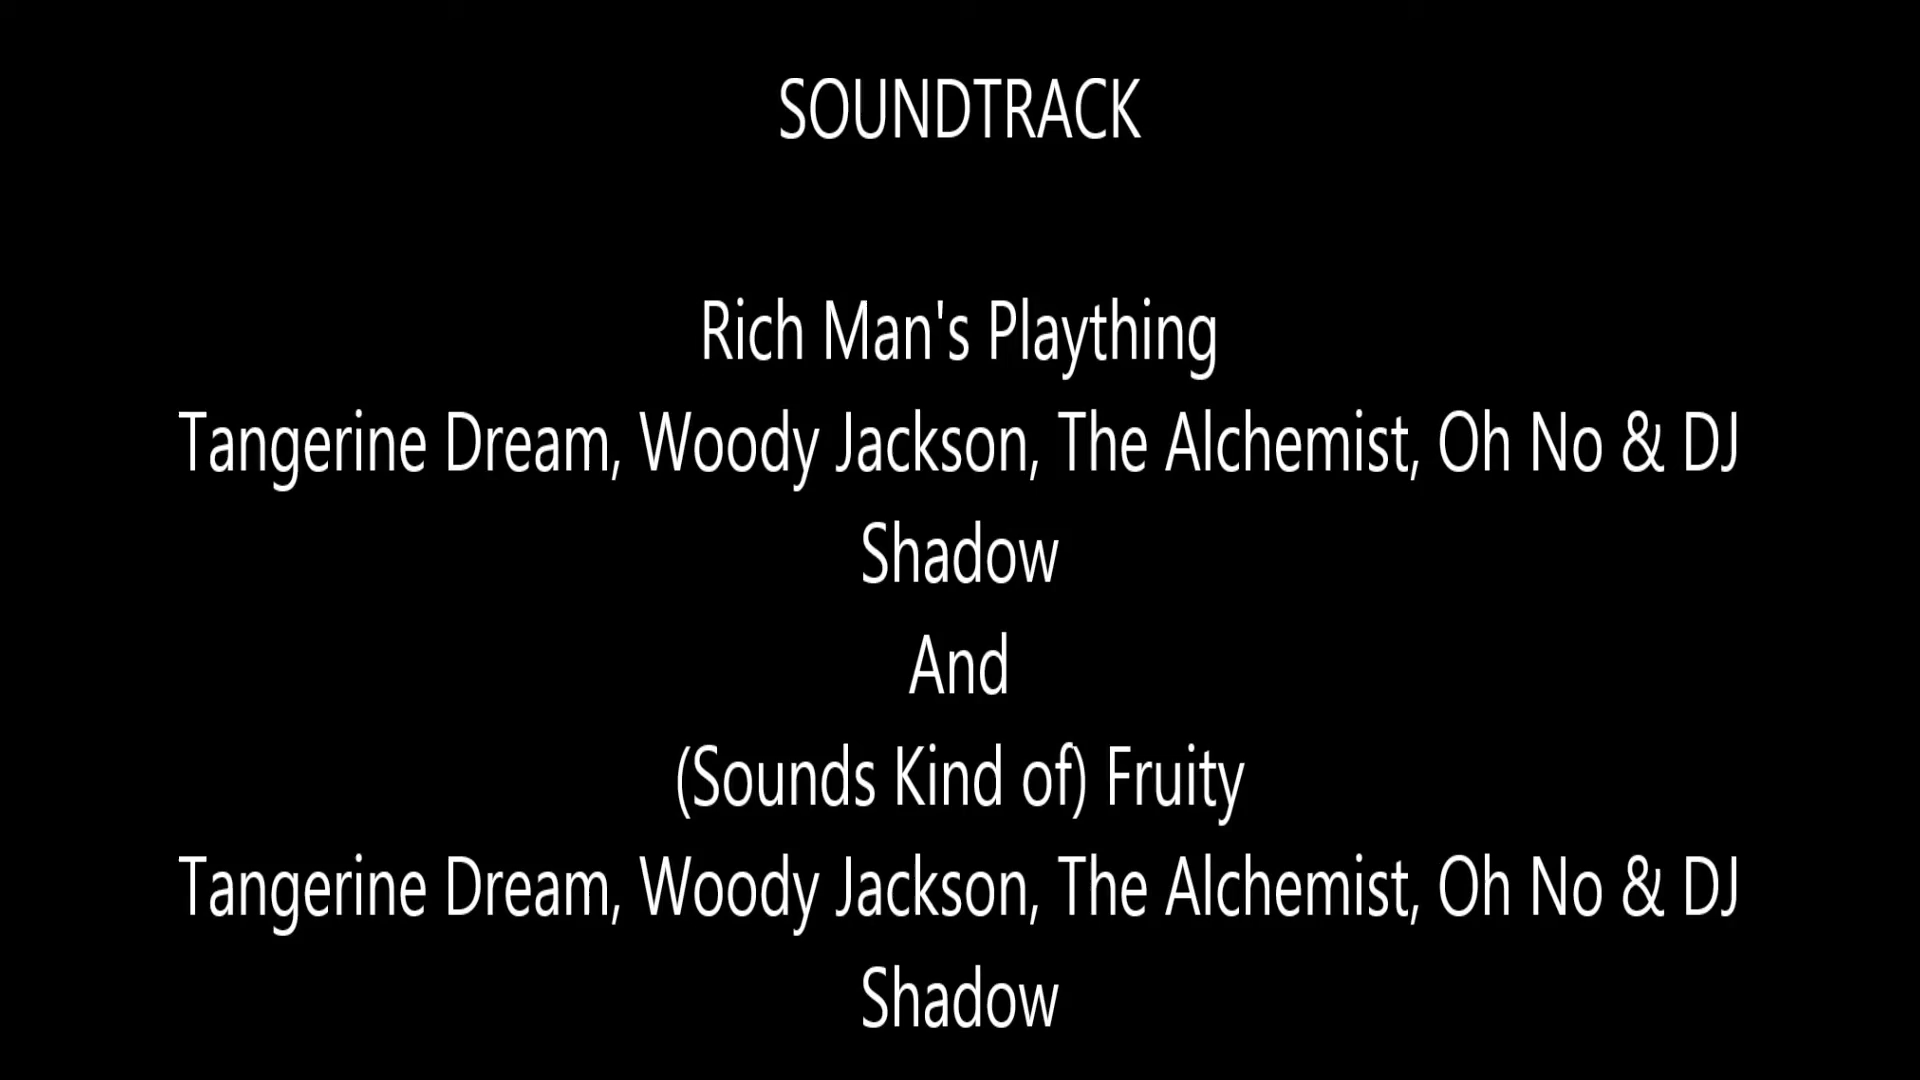 SOUNDTRACK
Rich Man's Plaything
Tangerine Dream, Woody Jackson, The Alchemist, Oh No & DJ
Shadow
And
(Sounds Kind of) Fruity
Tangerine Dream, Woody Jackson, The Alchemist, Oh No & DJ
Shadow